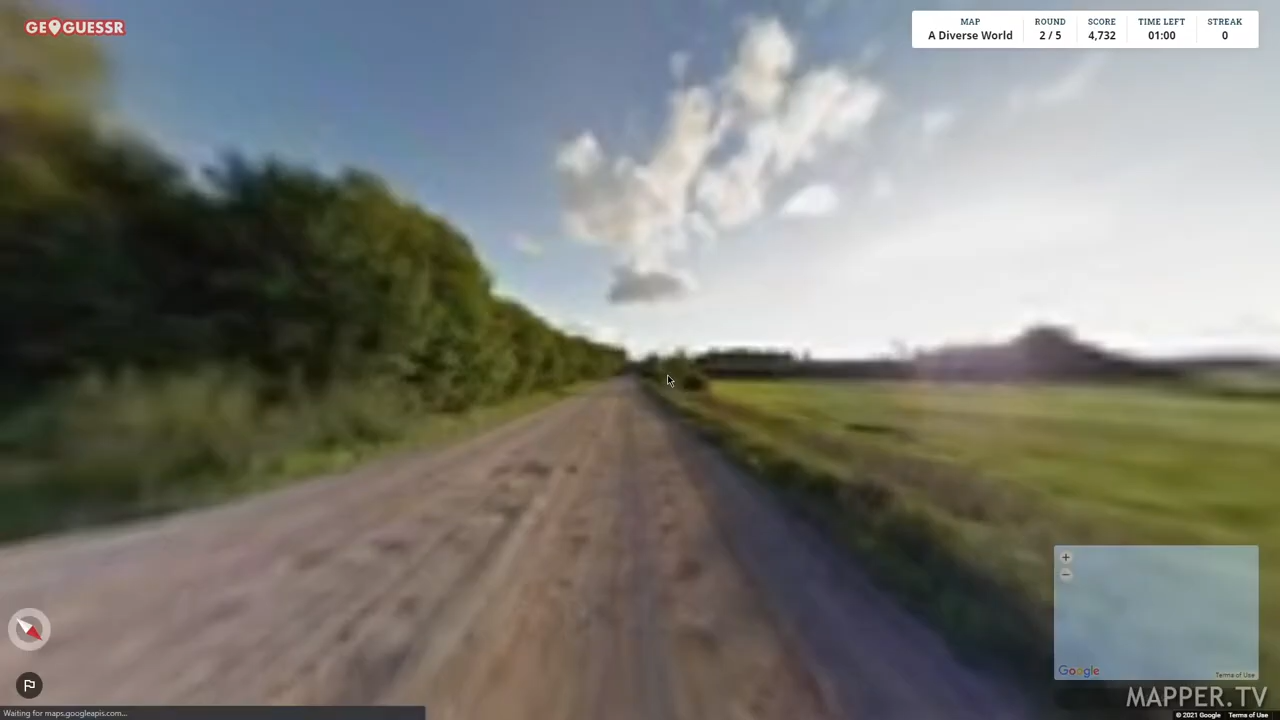 GEOGUESSR
MAP
A Diverse World
ROUND
2 / 5
SCORE
4,732
TIME LEFT
01:00
STREAK
0
+
−
Google
Terms of Use
MAPPER.TV
© 2021 Google Terms of Use
Waiting for maps.googleapis.com...